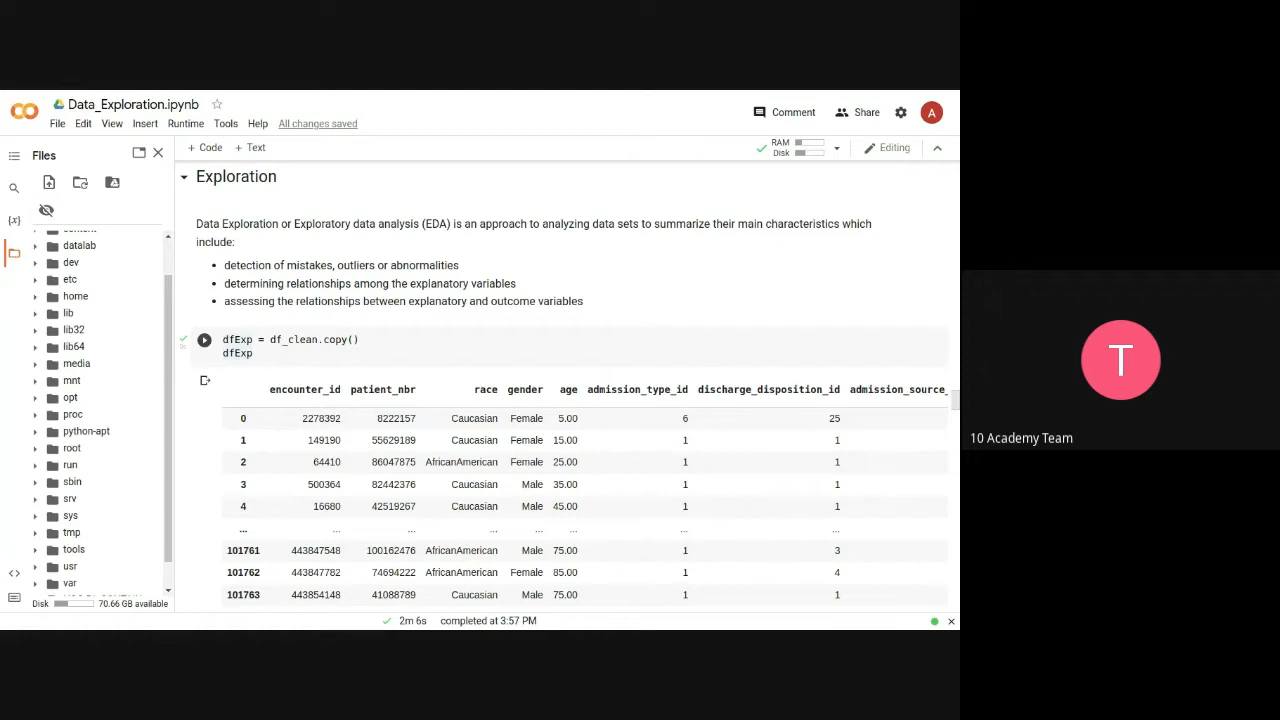 Data_Exploration.ipynb
Comment Share A
File Edit View Insert Runtime Tools Help All changes saved
Files
+ Code + Text
RAM
Disk
Editing
{x}
datalab
dev
etc
home
lib
lib32
lib64
media
mnt
opt
proc
python-apt
root
run
sbin
srv
sys
tmp
tools
usr
var
Disk 70.66 GB available
Exploration
Data Exploration or Exploratory data analysis (EDA) is an approach to analyzing data sets to summarize their main characteristics which
include:
• detection of mistakes, outliers or abnormalities
• determining relationships among the explanatory variables
• assessing the relationships between explanatory and outcome variables
dfExp = df_clean.copy()
dfExp
encounter_id patient_nbr race gender age admission_type_id discharge_disposition_id admission_source_
0 2278392 8222157 Caucasian Female 5.00 6 25
1 149190 55629189 Caucasian Female 15.00 1 1
2 64410 86047875 AfricanAmerican Female 25.00 1 1
3 500364 82442376 Caucasian Male 35.00 1 1
4 16680 42519267 Caucasian Male 45.00 1 1
... ... ... ... ... ... ... ...
101761 443847548 100162476 AfricanAmerican Male 75.00 1 3
101762 443847782 74694222 AfricanAmerican Female 85.00 1 4
101763 443854148 41088789 Caucasian Male 75.00 1 1
2m 6s completed at 3:57 PM
T
10 Academy Team